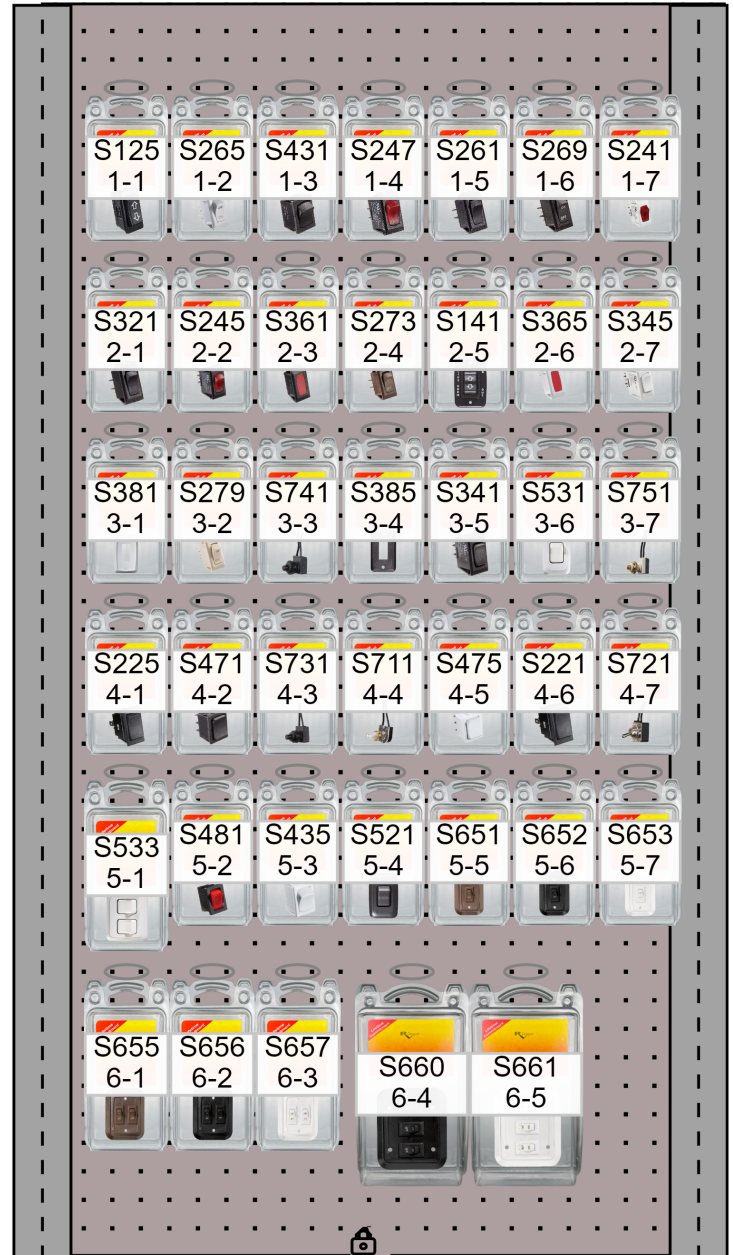 S125 S265 S431 S247 S261 S269 S241
1-1 1-2 1-3 1-4 1-5 1-6 1-7
S321 S245 S361 S273 S141 S365 S345
2-1 2-2 2-3 2-4 2-5 2-6 2-7
S381 S279 S741 S385 S341 S531 S751
3-1 3-2 3-3 3-4 3-5 3-6 3-7
S225 S471 S731 S711 S475 S221 S721
4-1 4-2 4-3 4-4 4-5 4-6 4-7
S533 S481 S435 S521 S651 S652 S653
5-1 5-2 5-3 5-4 5-5 5-6 5-7
S655 S656 S657 S660 S661
6-1 6-2 6-3 6-4 6-5